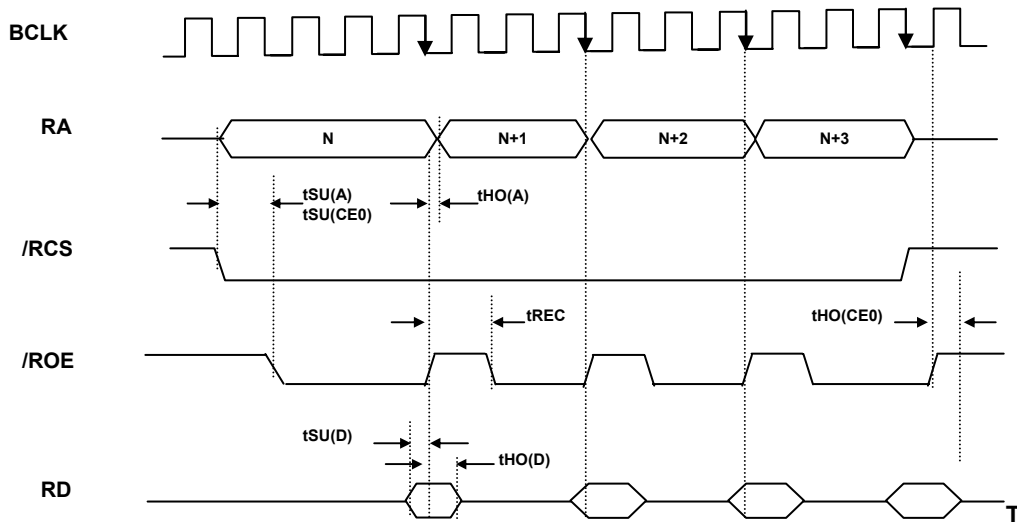 BCLK
RA
N
N+1
N+2
N+3
tSU(A)
tHO(A)
tSU(CE0)
/RCS
tREC
tHO(CE0)
/ROE
tSU(D)
tHO(D)
RD
T